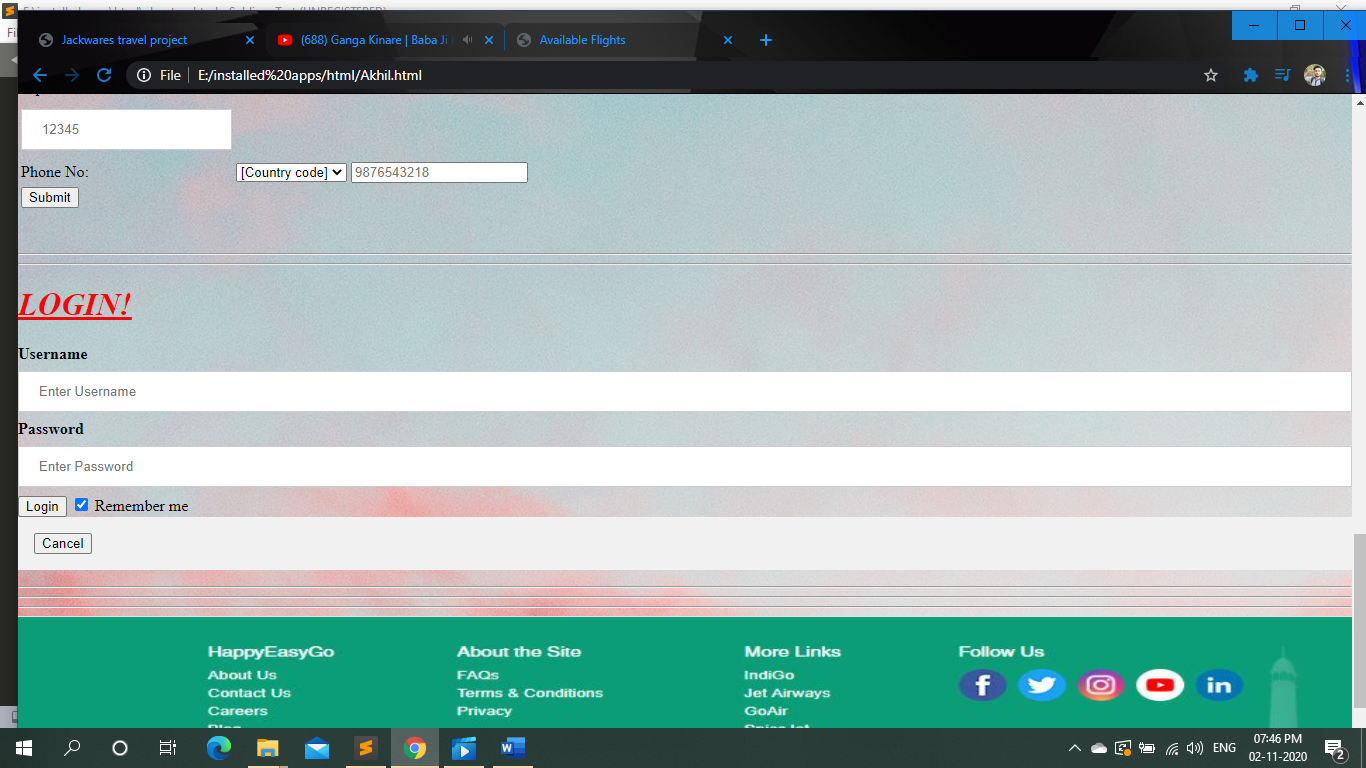 Jackwares travel project
(688) Ganga Kinare | Baba Ji
Available Flights
File
E:/installed%20apps/html/Akhil.html
12345
Phone No:
[Country code]
9876543218
Submit
LOGIN!
Username
Enter Username
Password
Enter Password
Login
Remember me
Cancel
HappyEasyGo
About the Site
More Links
Follow Us
About Us
FAQs
IndiGo
Contact Us
Terms & Conditions
Jet Airways
Careers
Privacy
GoAir
ENG
07:46 PM
02-11-2020
2